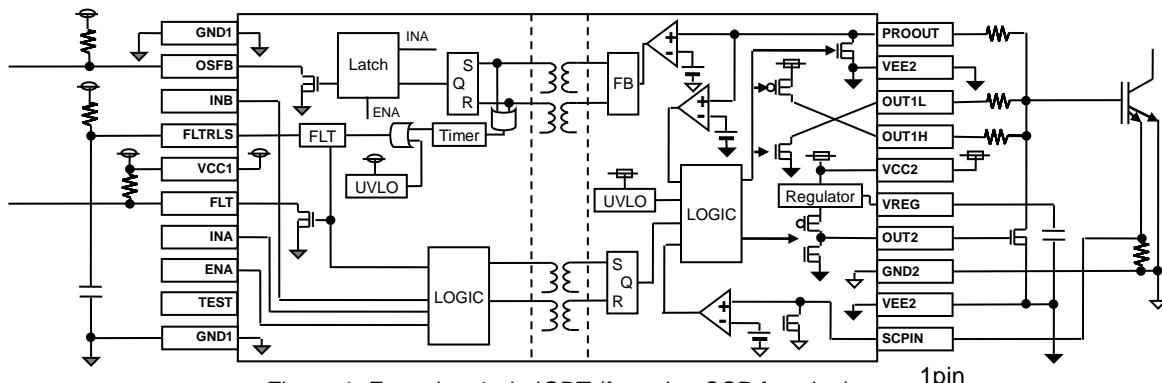 GND1
OSFB
INB
FLTRLS
VCC1
FLT
INA
ENA
TEST
GND1
INA
Latch
ENA
S
Q
R
FLT
Timer
UVLO
LOGIC
FB
UVLO
LOGIC
S
Q
R
+
-
+
-
+
-
Regulator
PROOUT
VEE2
OUT1L
OUT1H
VCC2
VREG
OUT2
GND2
VEE2
SCPIN
1pin